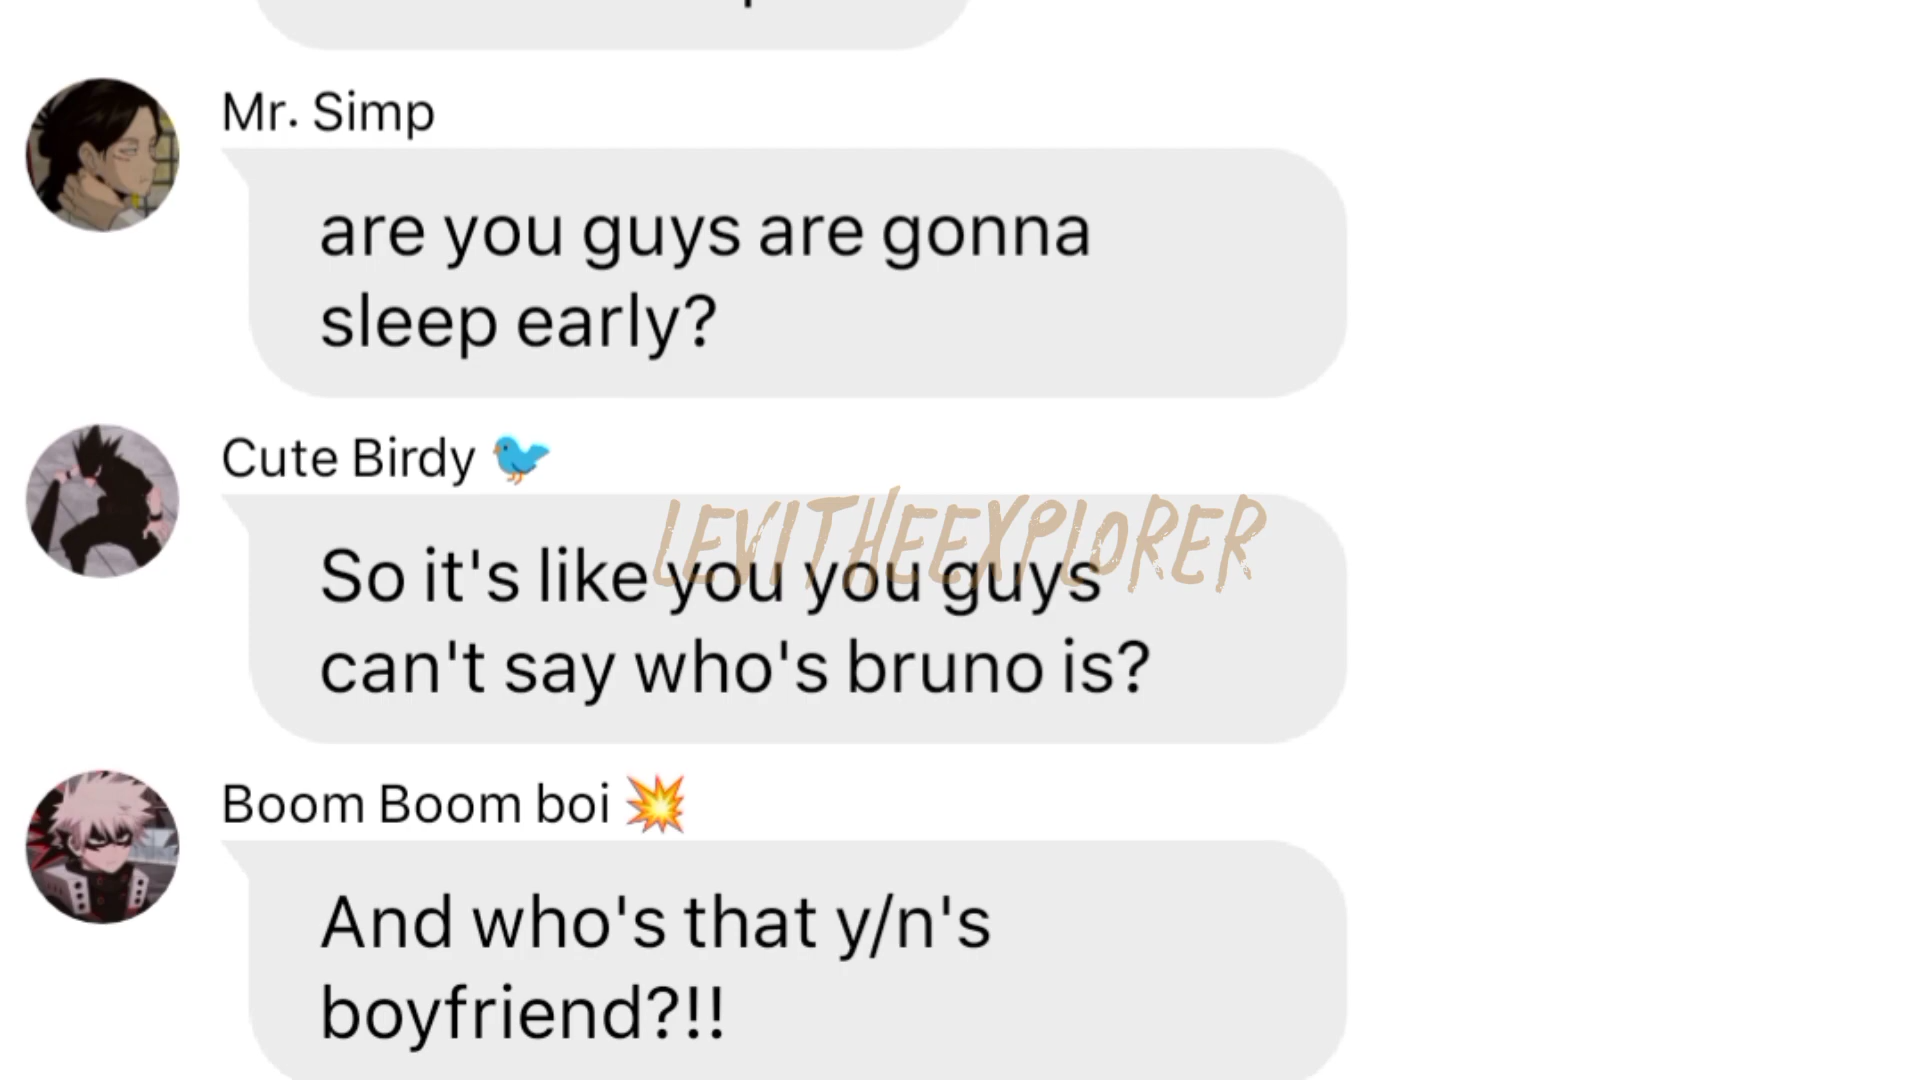 Mr. Simp
are you guys are gonna
sleep early?
Cute Birdy 🐦
LEVITHEEXPLORER
So it's like you you guys
can't say who's bruno is?
Boom Boom boi 💥
And who's that y/n's
boyfriend?!!